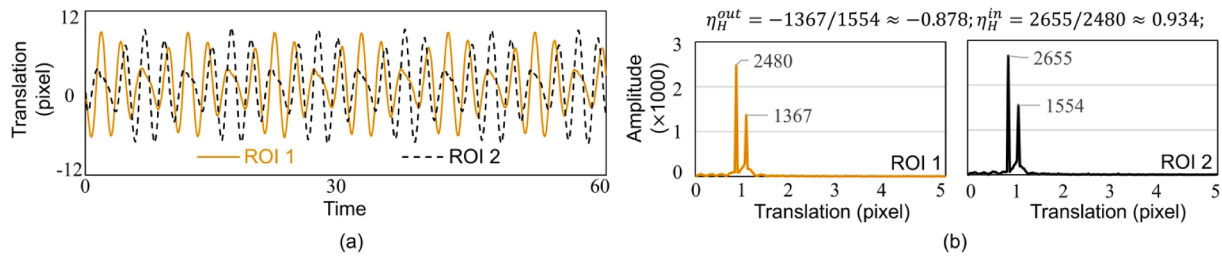 η_H^out = −1367/1554 ≈ −0.878; η_H^in = 2655/2480 ≈ 0.934;
12
0
-12
Translation
(pixel)
ROI 1
ROI 2
0
30
60
Time
(a)
Amplitude
(×1000)
3
2
1
0
2480
1367
ROI 1
0
1
2
3
4
5
Translation (pixel)
2655
1554
ROI 2
0
1
2
3
4
5
Translation (pixel)
(b)